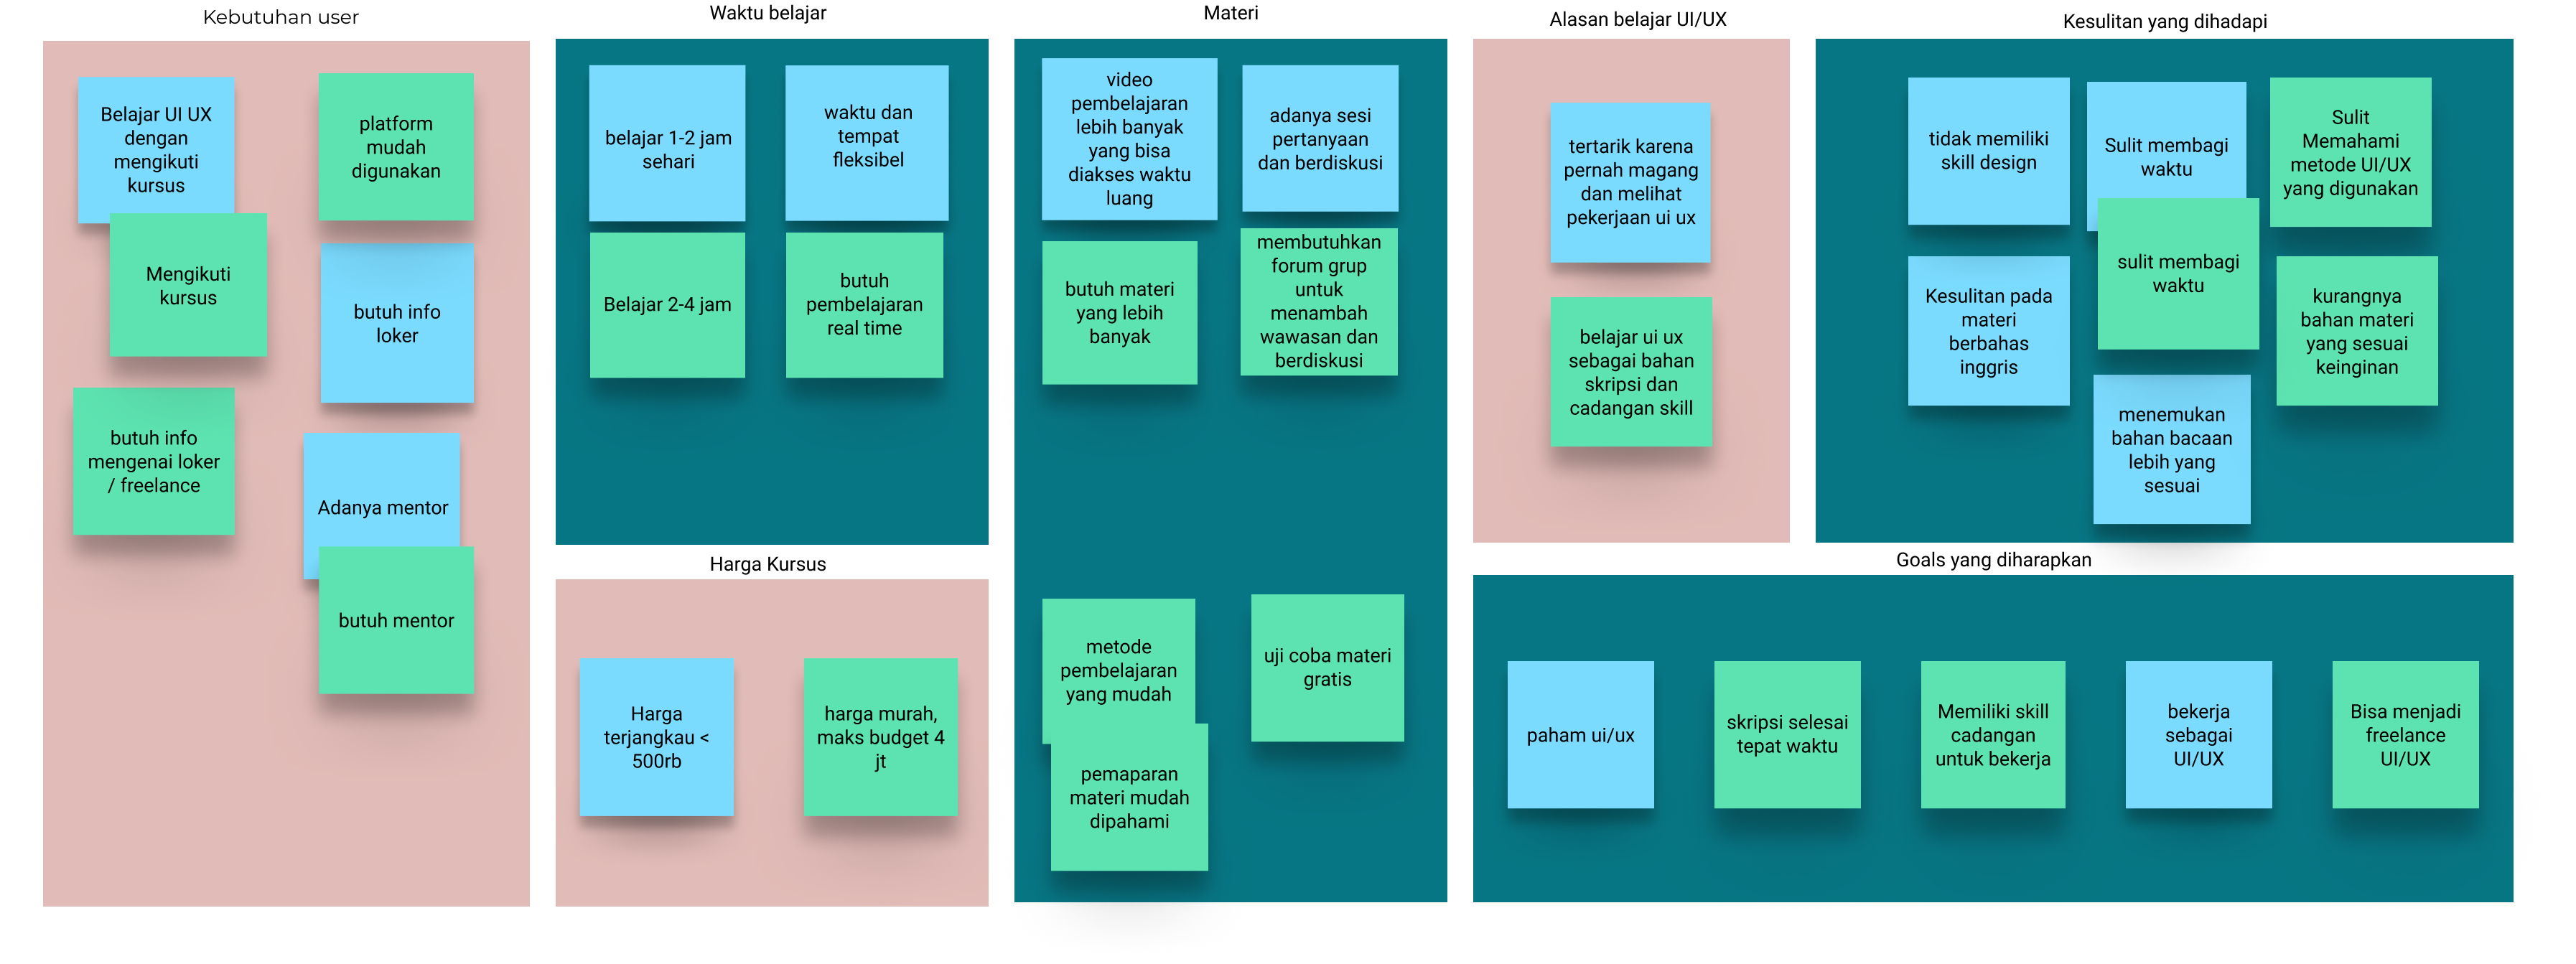 Kebutuhan user
Belajar UI UX
dengan
mengikuti
kursus
platform
mudah
digunakan
Mengikuti
kursus
butuh info
loker
butuh info
mengenai loker
/ freelance
Adanya mentor
butuh mentor
Waktu belajar
belajar 1-2 jam
sehari
waktu dan
tempat
fleksibel
Belajar 2-4 jam
butuh
pembelajaran
real time
Harga Kursus
Harga
terjangkau <
500rb
harga murah,
maks budget 4
jt
Materi
video
pembelajaran
lebih banyak
yang bisa
diakses waktu
luang
adanya sesi
pertanyaan
dan berdiskusi
butuh materi
yang lebih
banyak
membutuhkan
forum grup
untuk
menambah
wawasan dan
berdiskusi
metode
pembelajaran
yang mudah
uji coba materi
gratis
pemaparan
materi mudah
dipahami
Alasan belajar UI/UX
tertarik karena
pernah magang
dan melihat
pekerjaan ui ux
belajar ui ux
sebagai bahan
skripsi dan
cadangan skill
Kesulitan yang dihadapi
tidak memiliki
skill design
Sulit membagi
waktu
Sulit
Memahami
metode UI/UX
yang digunakan
Kesulitan pada
materi
berbahas
inggris
sulit membagi
waktu
kurangnya
bahan materi
yang sesuai
keinginan
menemukan
bahan bacaan
lebih yang
sesuai
Goals yang diharapkan
paham ui/ux
skripsi selesai
tepat waktu
Memiliki skill
cadangan
untuk bekerja
bekerja
sebagai
UI/UX
Bisa menjadi
freelance
UI/UX